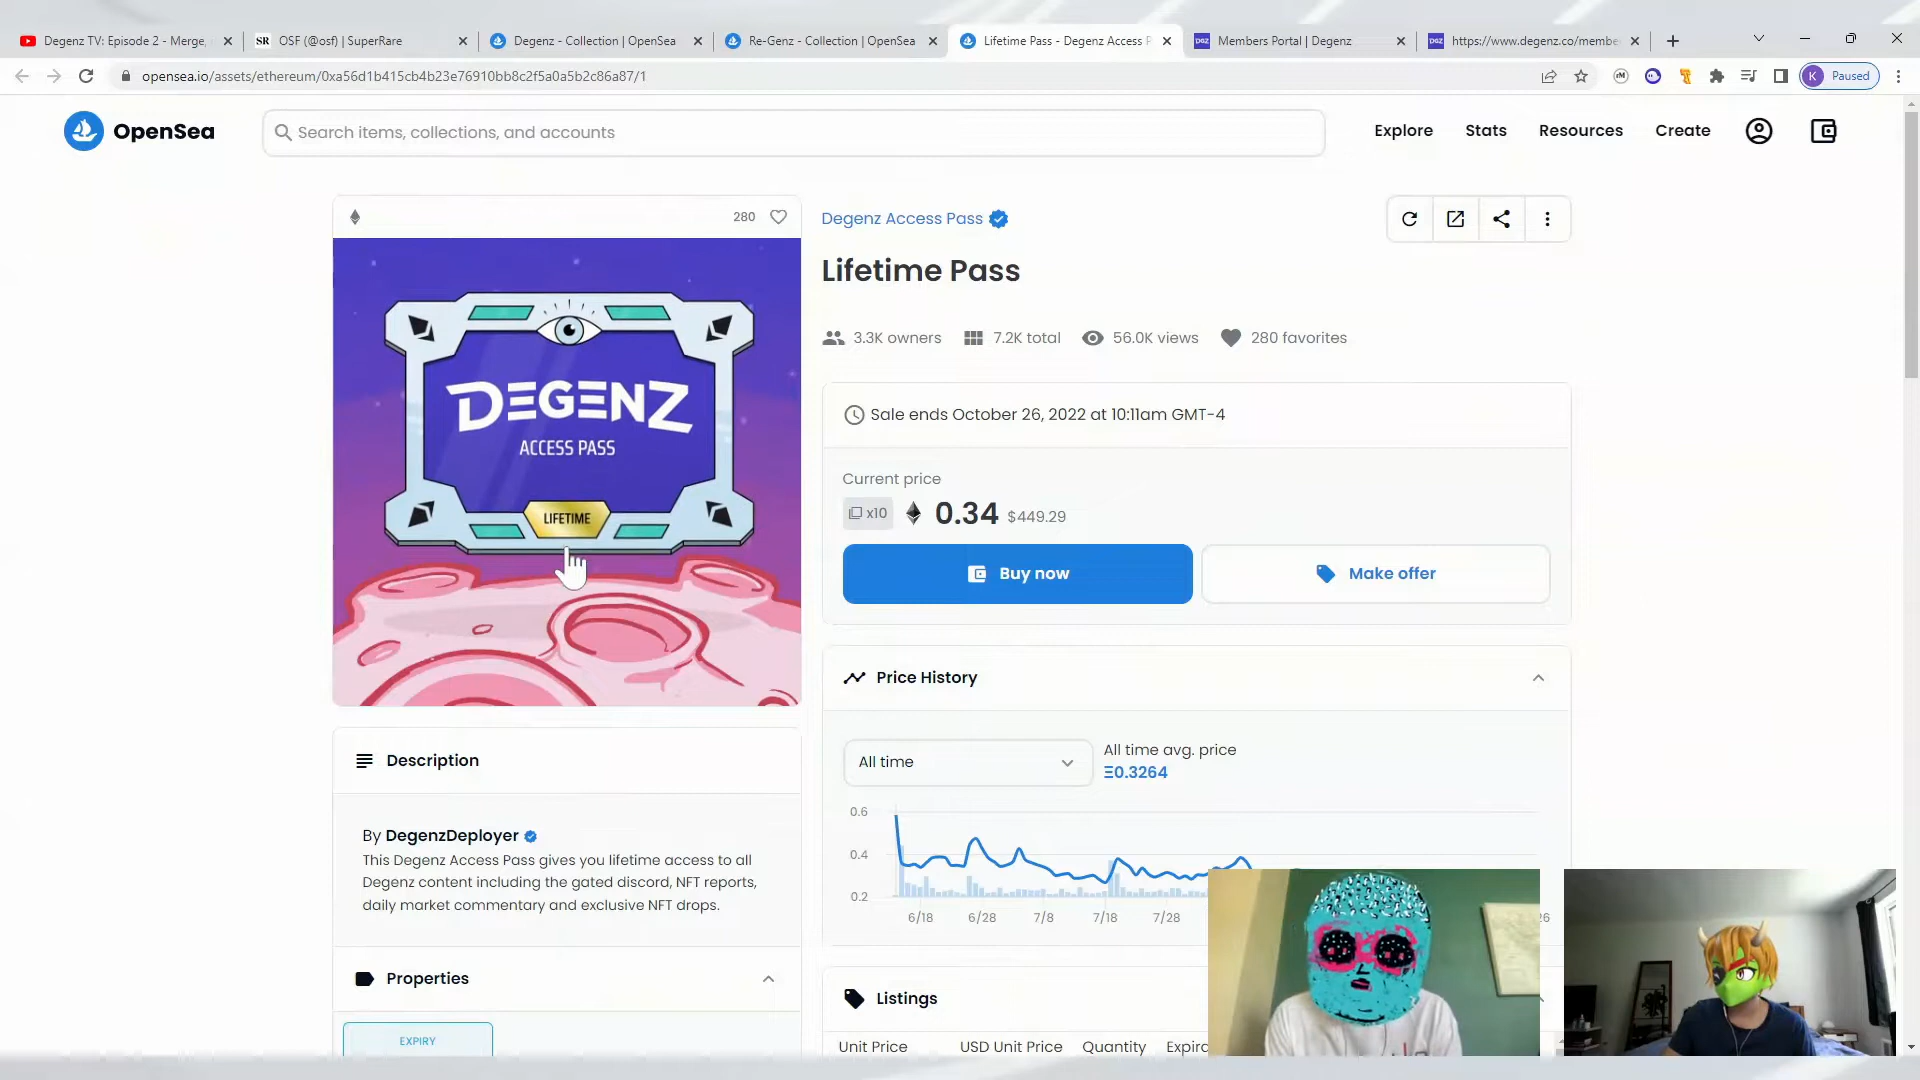 Degenz TV: Episode 2 - Merge,
SR OSF (@osf) | SuperRare
Degenz - Collection | OpenSea
Re-Genz - Collection | OpenSea
Lifetime Pass - Degenz Access P
DGZ Members Portal | Degenz
DGZ https://www.degenz.co/membe
opensea.io/assets/ethereum/0xa56d1b415cb4b23e76910bb8c2f5a0a5b2c86a87/1
K Paused
OpenSea
Search items, collections, and accounts
Explore
Stats
Resources
Create
280
DEGENZ
ACCESS PASS
LIFETIME
Degenz Access Pass
Lifetime Pass
3.3K owners
7.2K total
56.0K views
280 favorites
Sale ends October 26, 2022 at 10:11am GMT-4
Current price
x10 0.34 $449.29
Buy now
Make offer
Price History
All time
All time avg. price
Ξ0.3264
0.6
0.4
0.2
6/18
6/28
7/8
7/18
7/28
26
Description
By DegenzDeployer
This Degenz Access Pass gives you lifetime access to all
Degenz content including the gated discord, NFT reports,
daily market commentary and exclusive NFT drops.
Properties
EXPIRY
Listings
Unit Price
USD Unit Price
Quantity
Expira